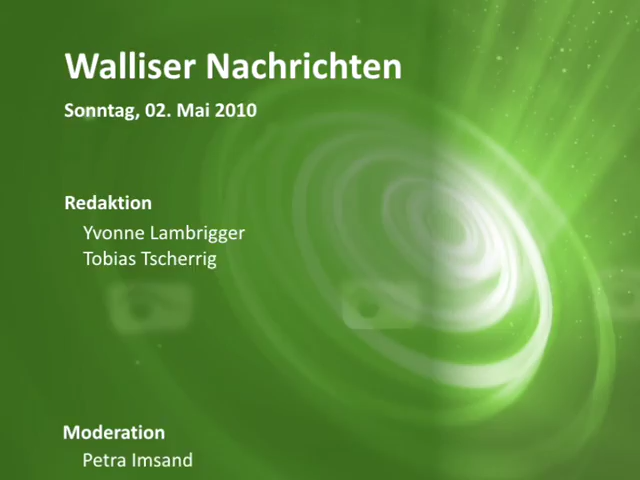 Walliser Nachrichten
Sonntag, 02. Mai 2010
Redaktion
Yvonne Lambrigger
Tobias Tscherrig
Moderation
Petra Imsand